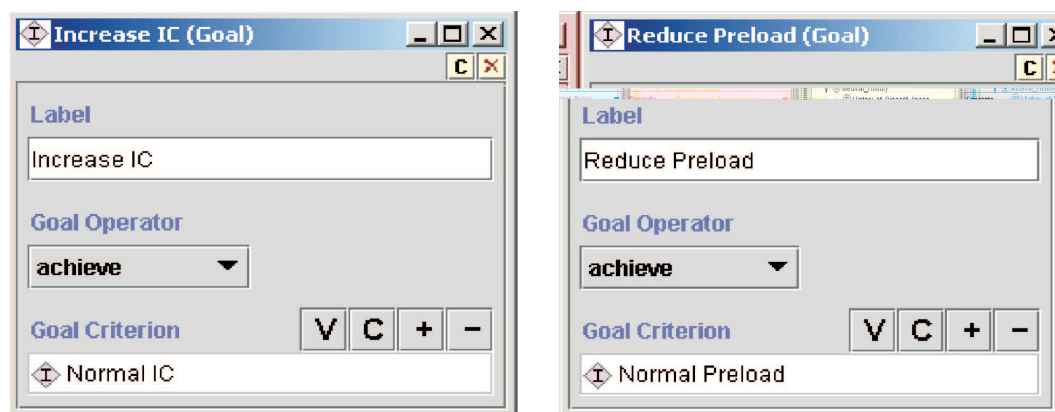 Increase IC (Goal)
C
Label
Increase IC
Goal Operator
achieve
Goal Criterion V C + −
Normal IC
Reduce Preload (Goal)
C
Label
Reduce Preload
Goal Operator
achieve
Goal Criterion V C + −
Normal Preload